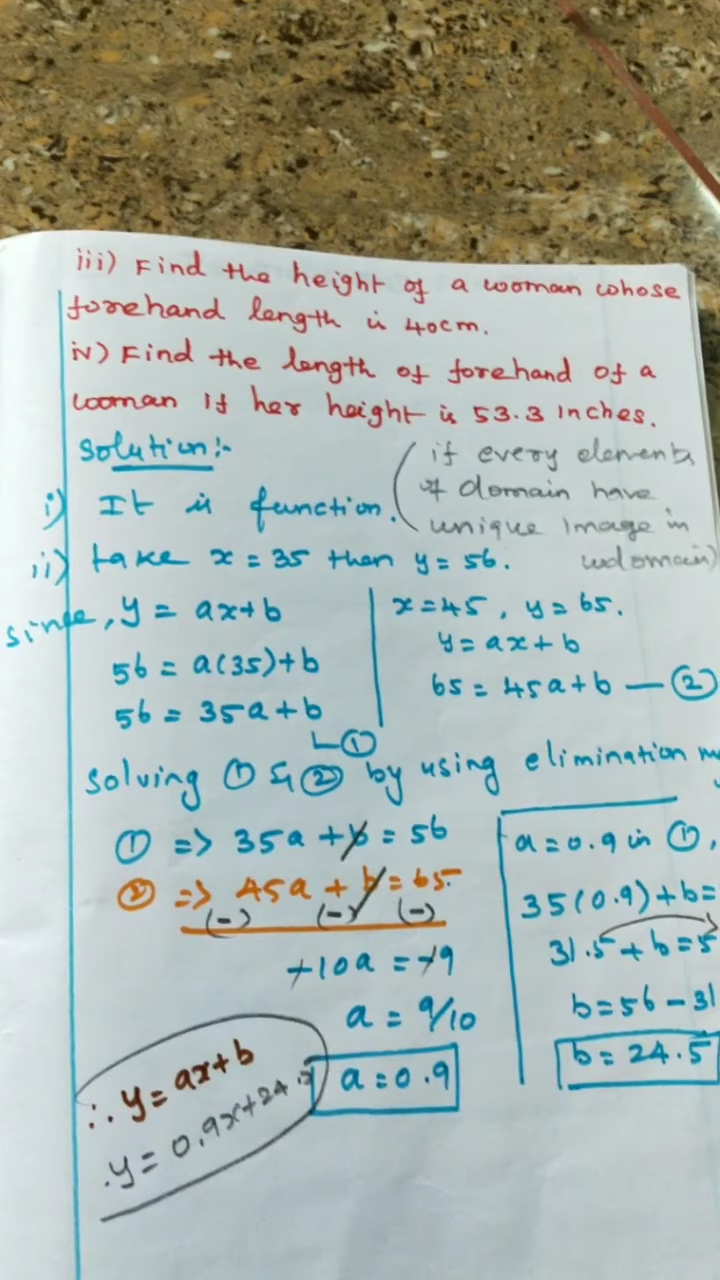 iii) Find the height of a woman whose
forehand length is 40cm.
iv) Find the length of forehand of a
woman if her height is 53.3 inches.
Solution:-
(if every elements
of domain have
unique image in
codomain)
i) It is function.
ii) take x = 35 then y = 56.
since, y = ax+b
56 = a(35)+b
56 = 35a+b
①
x=45, y=65.
y=ax+b
65=45a+b — ②
solving ① & ② by using elimination
① => 35a + b = 56
② => 45a + b = 65
(-) (-) (-)
+10a = +9
a = 9/10
a = 0.9
a=0.9 in ①,
35(0.9)+b=
31.5+b=5
b=56-31
b=24.5
∴ y=ax+b
y=0.9x+24.